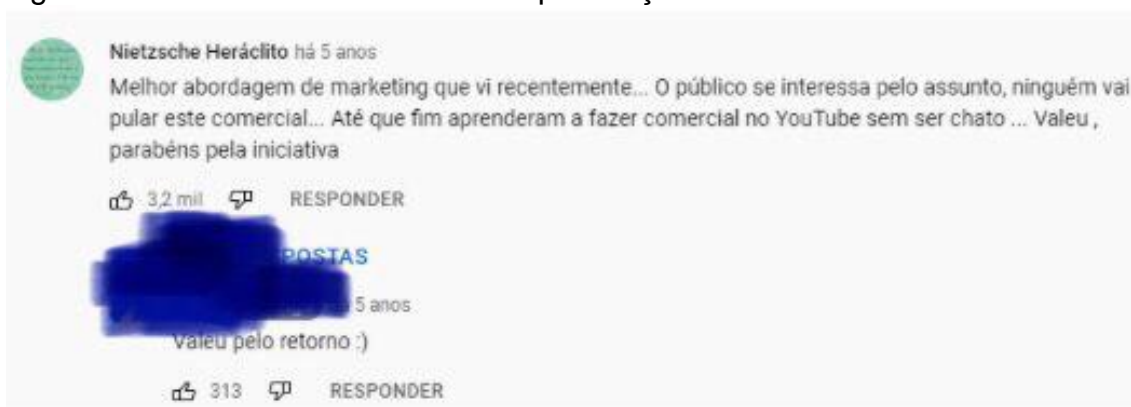 Nietzsche Heráclito há 5 anos
Melhor abordagem de marketing que vi recentemente... O público se interessa pelo assunto, ninguém vai
pular este comercial... Até que fim aprenderam a fazer comercial no YouTube sem ser chato ... Valeu ,
parabéns pela iniciativa
3,2 mil RESPONDER
POSTAS
5 anos
Valeu pelo retorno :)
313 RESPONDER